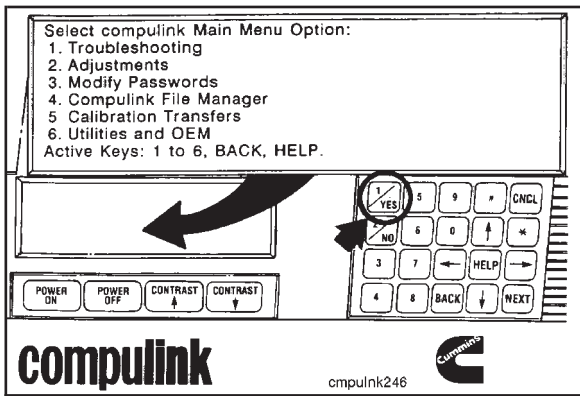 Select compulink Main Menu Option:
1. Troubleshooting
2. Adjustments
3. Modify Passwords
4. Compulink File Manager
5 Calibration Transfers
6. Utilities and OEM
Active Keys: 1 to 6, BACK, HELP.
1 YES 5 9 # CNCL
2 NO 6 0 ↑ *
3 7 ← HELP →
4 8 BACK ↓ NEXT
POWER ON POWER OFF CONTRAST ↑ CONTRAST ↓
compulink
cmpulnk246
Cummins